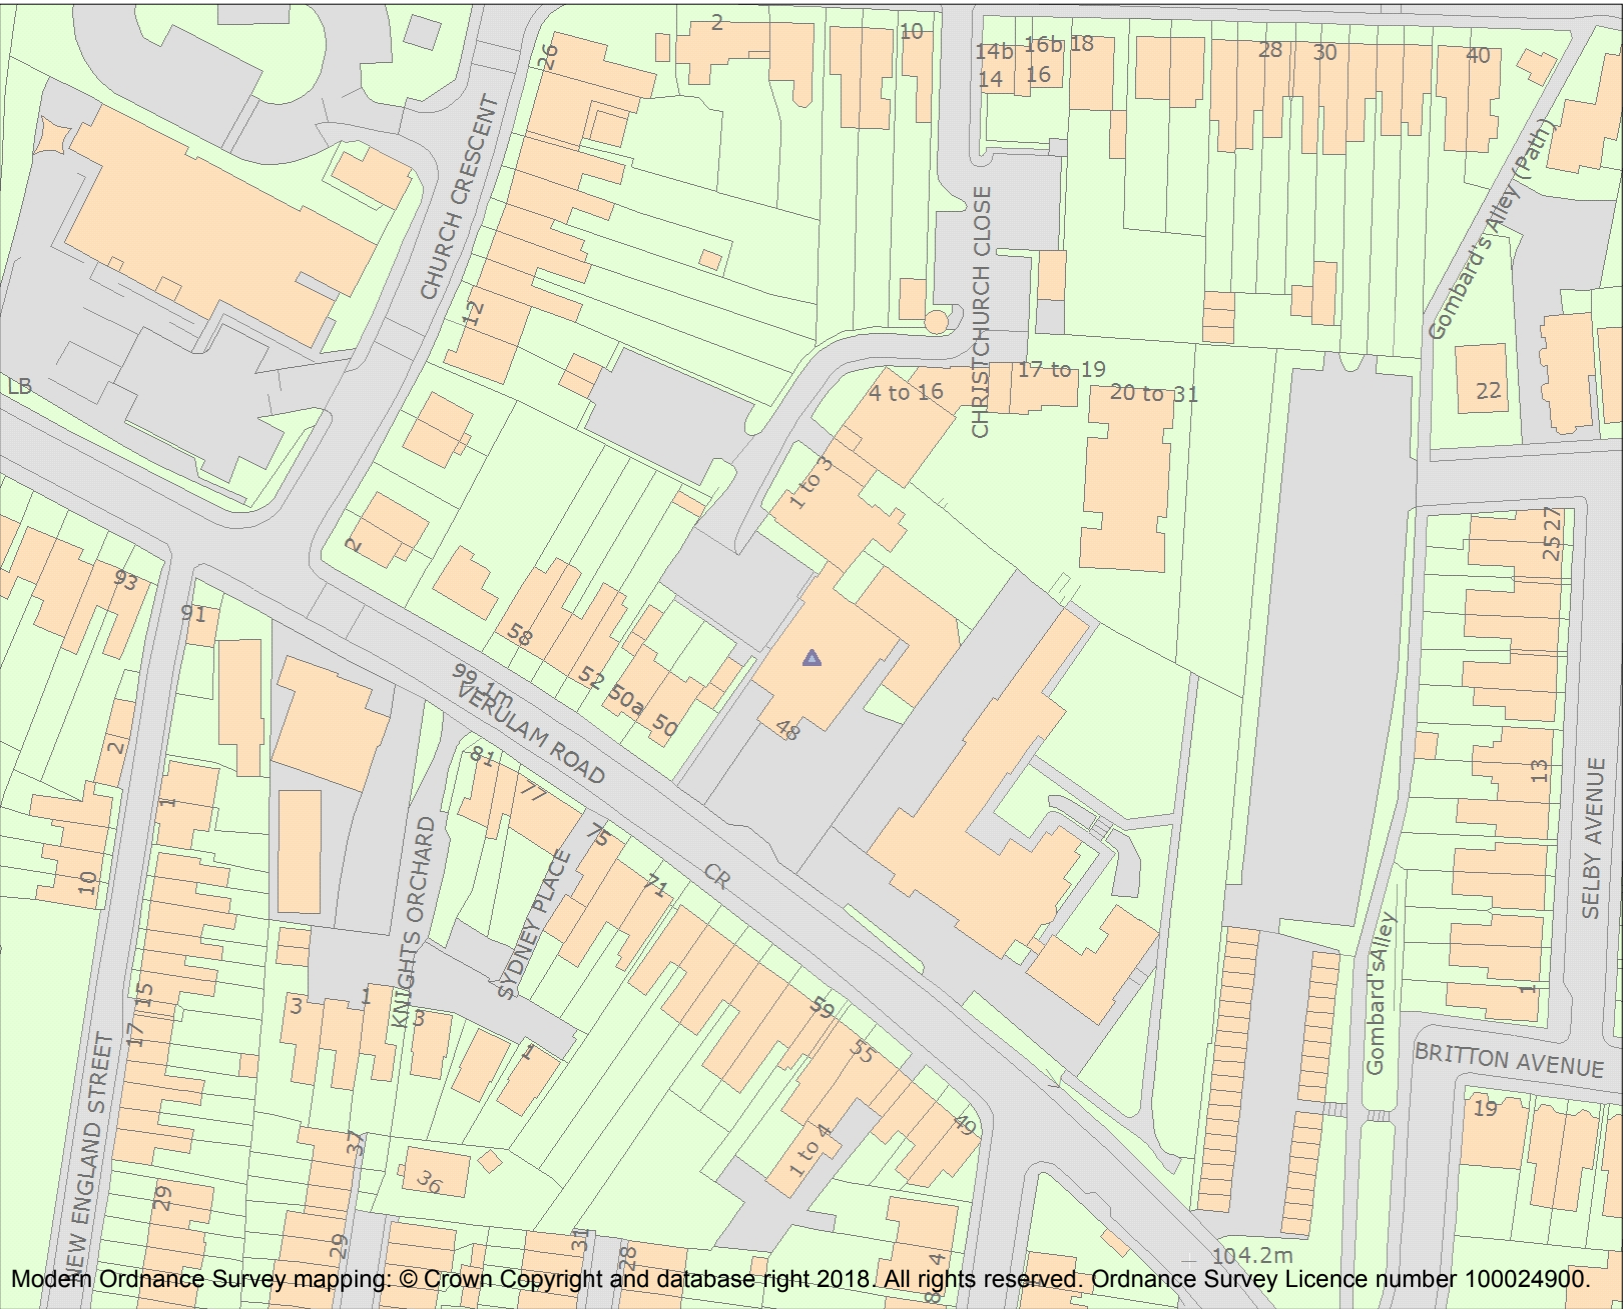 2
10
26
14b
16b
18
28
30
40
14
16
CHURCH CRESCENT
Gombard's Alley (Path)
CHRISTCHURCH CLOSE
12
LB
17 to 19
4 to 16
20 to 31
22
1 to 3
2
25
27
93
91
58
52
50a
50
99.1m
VERULAM ROAD
48
2
81
77
13
1
75
71
CR
10
KNIGHTS ORCHARD
SYDNEY PLACE
SELBY AVENUE
Gombard'sAlley
15
17
3
1
3
1
59
55
49
1
BRITTON AVENUE
19
NEW ENGLAND STREET
37
36
1 to 4
29
29
31
28
4
8
104.2m
Modern Ordnance Survey mapping: © Crown Copyright and database right 2018. All rights reserved. Ordnance Survey Licence number 100024900.